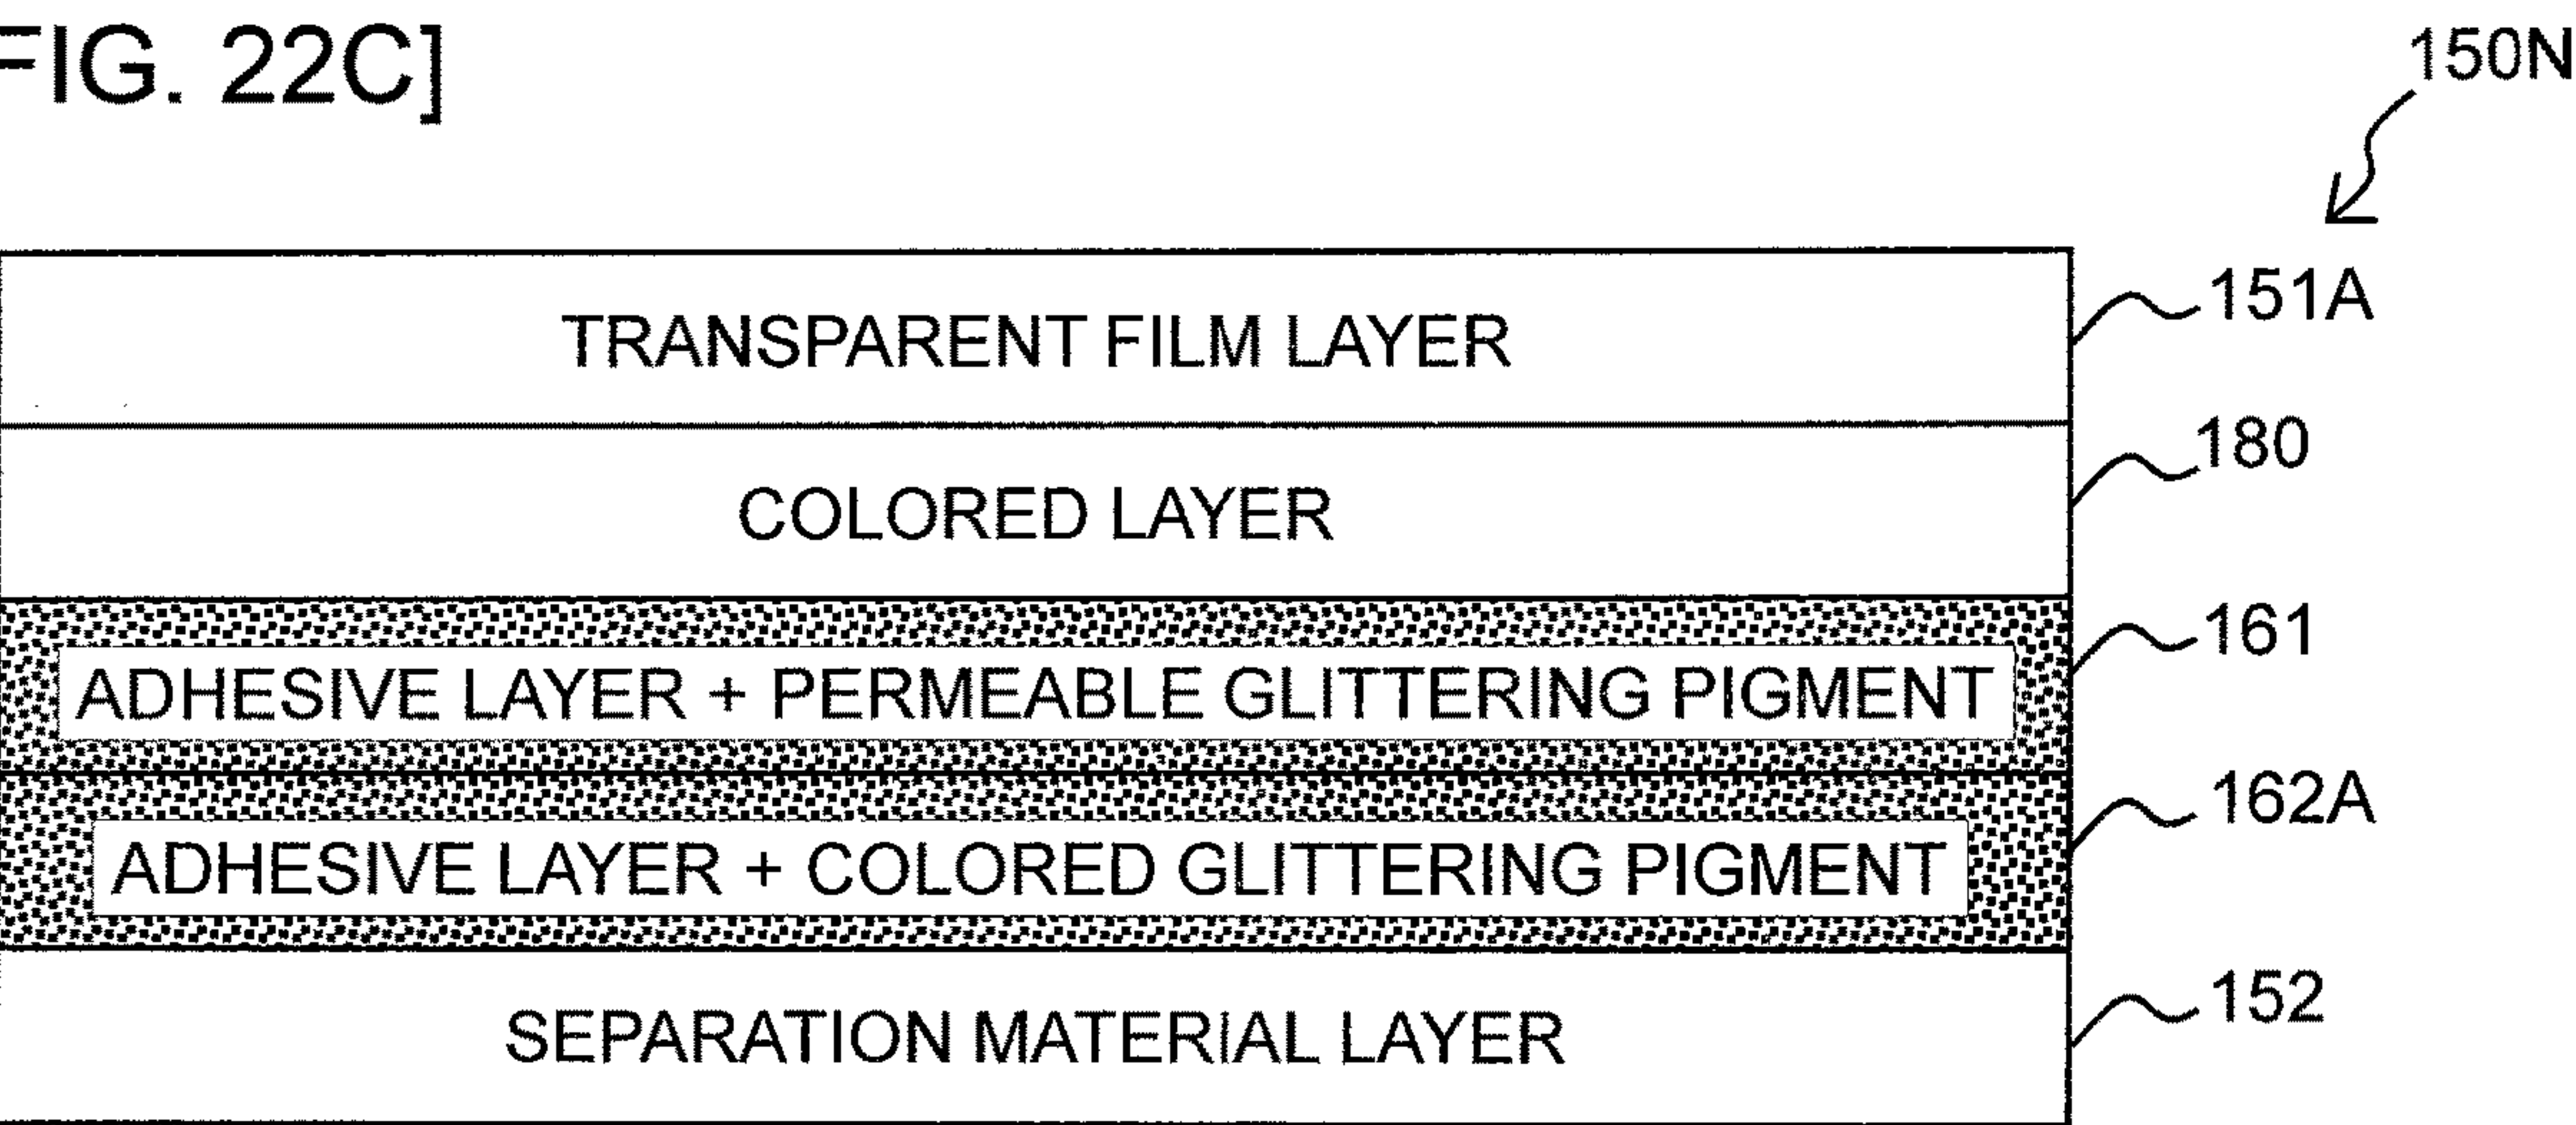 FIG. 22C]
150N
TRANSPARENT FILM LAYER
151A
COLORED LAYER
180
ADHESIVE LAYER + PERMEABLE GLITTERING PIGMENT
161
ADHESIVE LAYER + COLORED GLITTERING PIGMENT
162A
SEPARATION MATERIAL LAYER
152